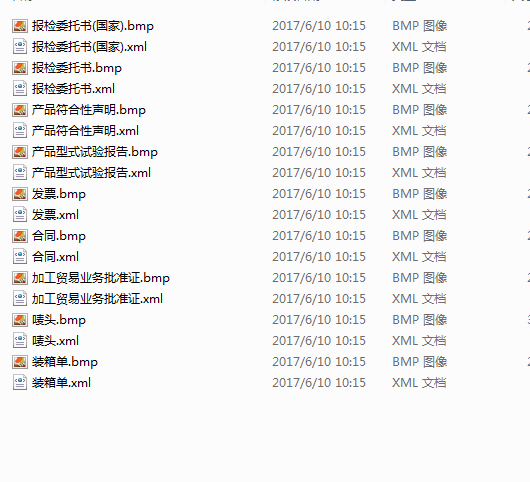 报检委托书(国家).bmp 2017/6/10 10:15 BMP 图像
报检委托书(国家).xml 2017/6/10 10:15 XML 文档
报检委托书.bmp 2017/6/10 10:15 BMP 图像
报检委托书.xml 2017/6/10 10:15 XML 文档
产品符合性声明.bmp 2017/6/10 10:15 BMP 图像
产品符合性声明.xml 2017/6/10 10:15 XML 文档
产品型式试验报告.bmp 2017/6/10 10:15 BMP 图像
产品型式试验报告.xml 2017/6/10 10:15 XML 文档
发票.bmp 2017/6/10 10:15 BMP 图像
发票.xml 2017/6/10 10:15 XML 文档
合同.bmp 2017/6/10 10:15 BMP 图像
合同.xml 2017/6/10 10:15 XML 文档
加工贸易业务批准证.bmp 2017/6/10 10:15 BMP 图像
加工贸易业务批准证.xml 2017/6/10 10:15 XML 文档
唛头.bmp 2017/6/10 10:15 BMP 图像
唛头.xml 2017/6/10 10:15 XML 文档
装箱单.bmp 2017/6/10 10:15 BMP 图像
装箱单.xml 2017/6/10 10:15 XML 文档